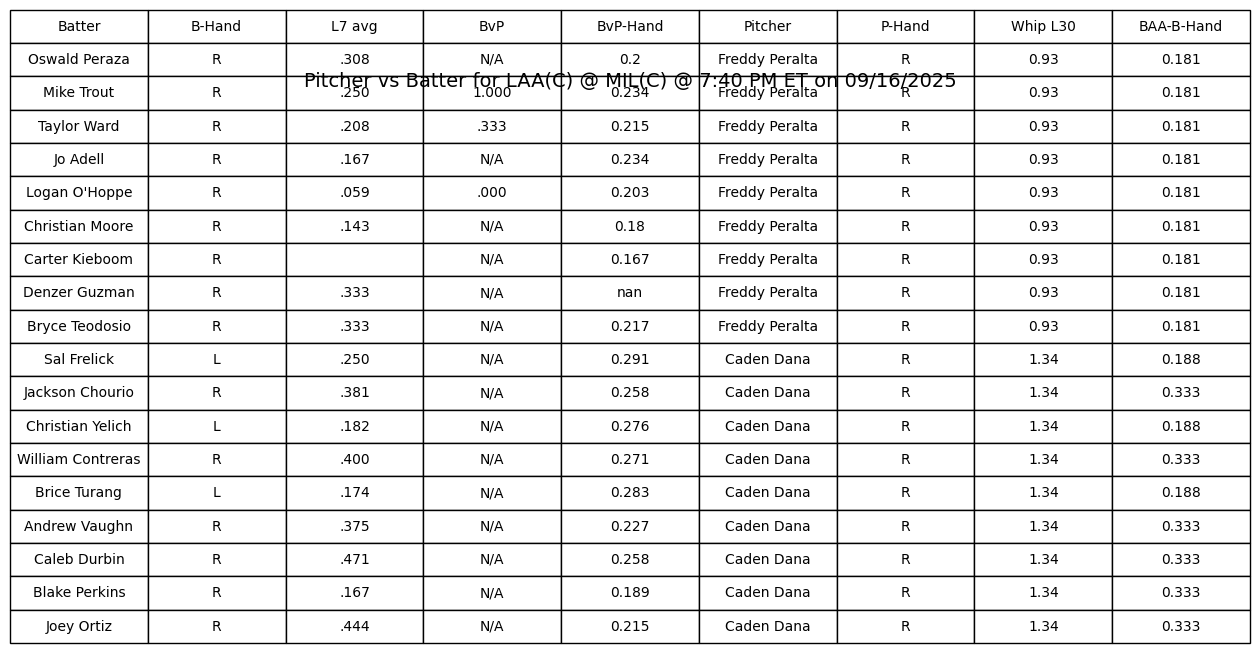 Batter B-Hand L7 avg BvP BvP-Hand Pitcher P-Hand Whip L30 BAA-B-Hand
Oswald Peraza R .308 N/A 0.2 Freddy Peralta R 0.93 0.181
Pitcher vs Batter for LAA(C) @ MIL(C) @ 7:40 PM ET on 09/16/2025
Mike Trout R .250 1.000 0.234 Freddy Peralta R 0.93 0.181
Taylor Ward R .208 .333 0.215 Freddy Peralta R 0.93 0.181
Jo Adell R .167 N/A 0.234 Freddy Peralta R 0.93 0.181
Logan O'Hoppe R .059 .000 0.203 Freddy Peralta R 0.93 0.181
Christian Moore R .143 N/A 0.18 Freddy Peralta R 0.93 0.181
Carter Kieboom R N/A 0.167 Freddy Peralta R 0.93 0.181
Denzer Guzman R .333 N/A nan Freddy Peralta R 0.93 0.181
Bryce Teodosio R .333 N/A 0.217 Freddy Peralta R 0.93 0.181
Sal Frelick L .250 N/A 0.291 Caden Dana R 1.34 0.188
Jackson Chourio R .381 N/A 0.258 Caden Dana R 1.34 0.333
Christian Yelich L .182 N/A 0.276 Caden Dana R 1.34 0.188
William Contreras R .400 N/A 0.271 Caden Dana R 1.34 0.333
Brice Turang L .174 N/A 0.283 Caden Dana R 1.34 0.188
Andrew Vaughn R .375 N/A 0.227 Caden Dana R 1.34 0.333
Caleb Durbin R .471 N/A 0.258 Caden Dana R 1.34 0.333
Blake Perkins R .167 N/A 0.189 Caden Dana R 1.34 0.333
Joey Ortiz R .444 N/A 0.215 Caden Dana R 1.34 0.333